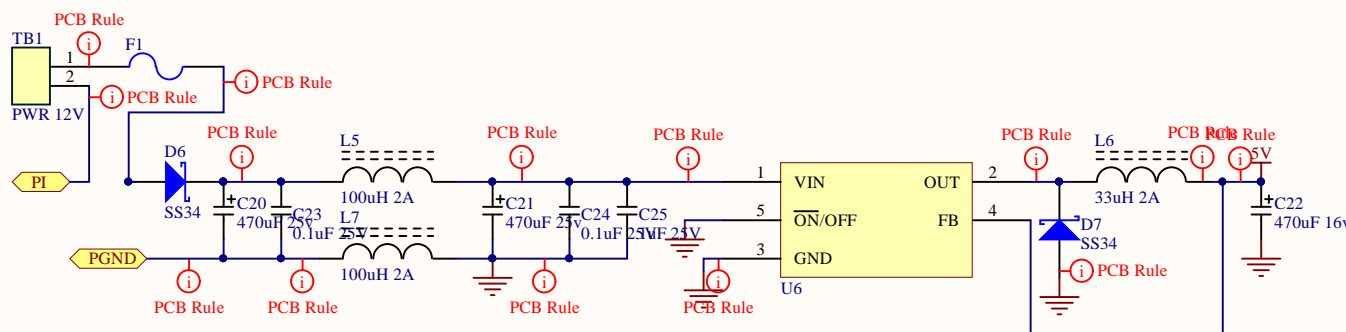 PCB Rule
TB1
F1
1
2
PCB Rule
PCB Rule
PWR 12V
PI
D6
SS34
PCB Rule
L5
100uH 2A
PCB Rule
PCB Rule
C20
470uF 25v
C23
0.1uF 25V
L7
100uH 2A
C21
470uF 25v
C24
0.1uF 25V
C25
1uF 25V
PGND
PCB Rule
PCB Rule
PCB Rule
PCB Rule
1
VIN
5
ON/OFF
3
GND
OUT
2
FB
4
U6
PCB Rule
L6
33uH 2A
PCB Rule
PCB Rule
5V
D7
SS34
PCB Rule
C22
470uF 16v